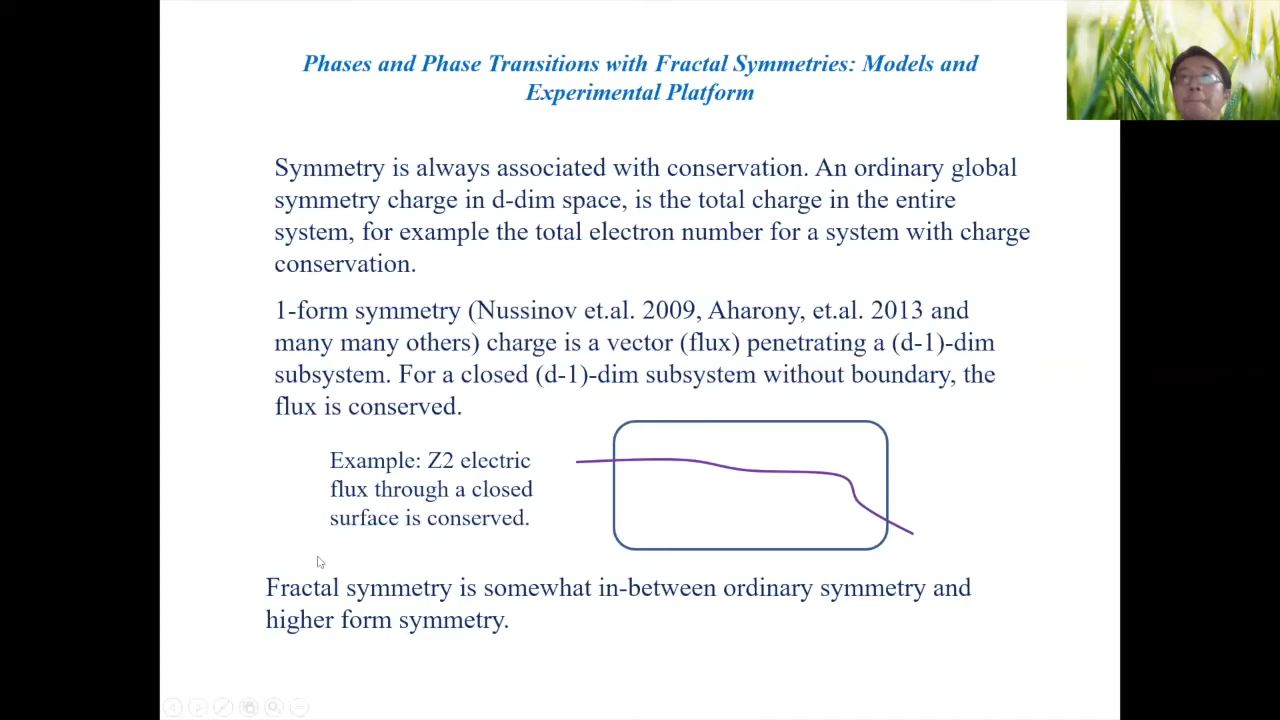 Phases and Phase Transitions with Fractal Symmetries: Models and
Experimental Platform
Symmetry is always associated with conservation. An ordinary global
symmetry charge in d-dim space, is the total charge in the entire
system, for example the total electron number for a system with charge
conservation.
1-form symmetry (Nussinov et.al. 2009, Aharony, et.al. 2013 and
many many others) charge is a vector (flux) penetrating a (d-1)-dim
subsystem. For a closed (d-1)-dim subsystem without boundary, the
flux is conserved.
Example: Z2 electric
flux through a closed
surface is conserved.
Fractal symmetry is somewhat in-between ordinary symmetry and
higher form symmetry.